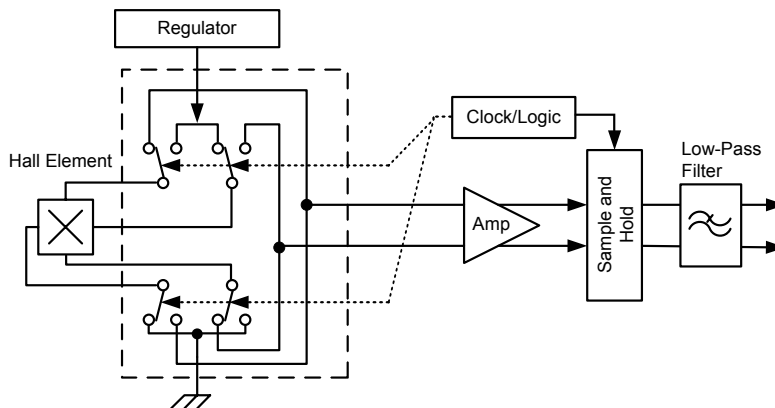 Regulator
Hall Element
Clock/Logic
Amp
Sample and
Hold
Low-Pass
Filter